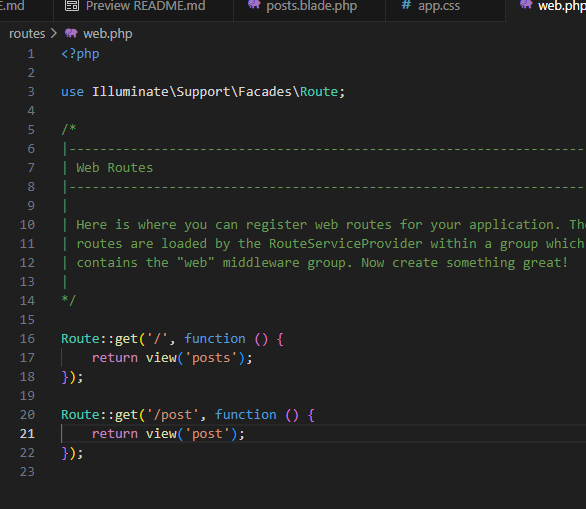 E.md Preview README.md posts.blade.php # app.css web.php
routes > web.php
1 <?php
2
3 use Illuminate\Support\Facades\Route;
4
5 /*
6 |--------------------------------------------------------------------------
7 | Web Routes
8 |--------------------------------------------------------------------------
9 |
10 | Here is where you can register web routes for your application. The
11 | routes are loaded by the RouteServiceProvider within a group which
12 | contains the "web" middleware group. Now create something great!
13 |
14 */
15
16 Route::get('/', function () {
17     return view('posts');
18 });
19
20 Route::get('/post', function () {
21     return view('post');
22 });
23